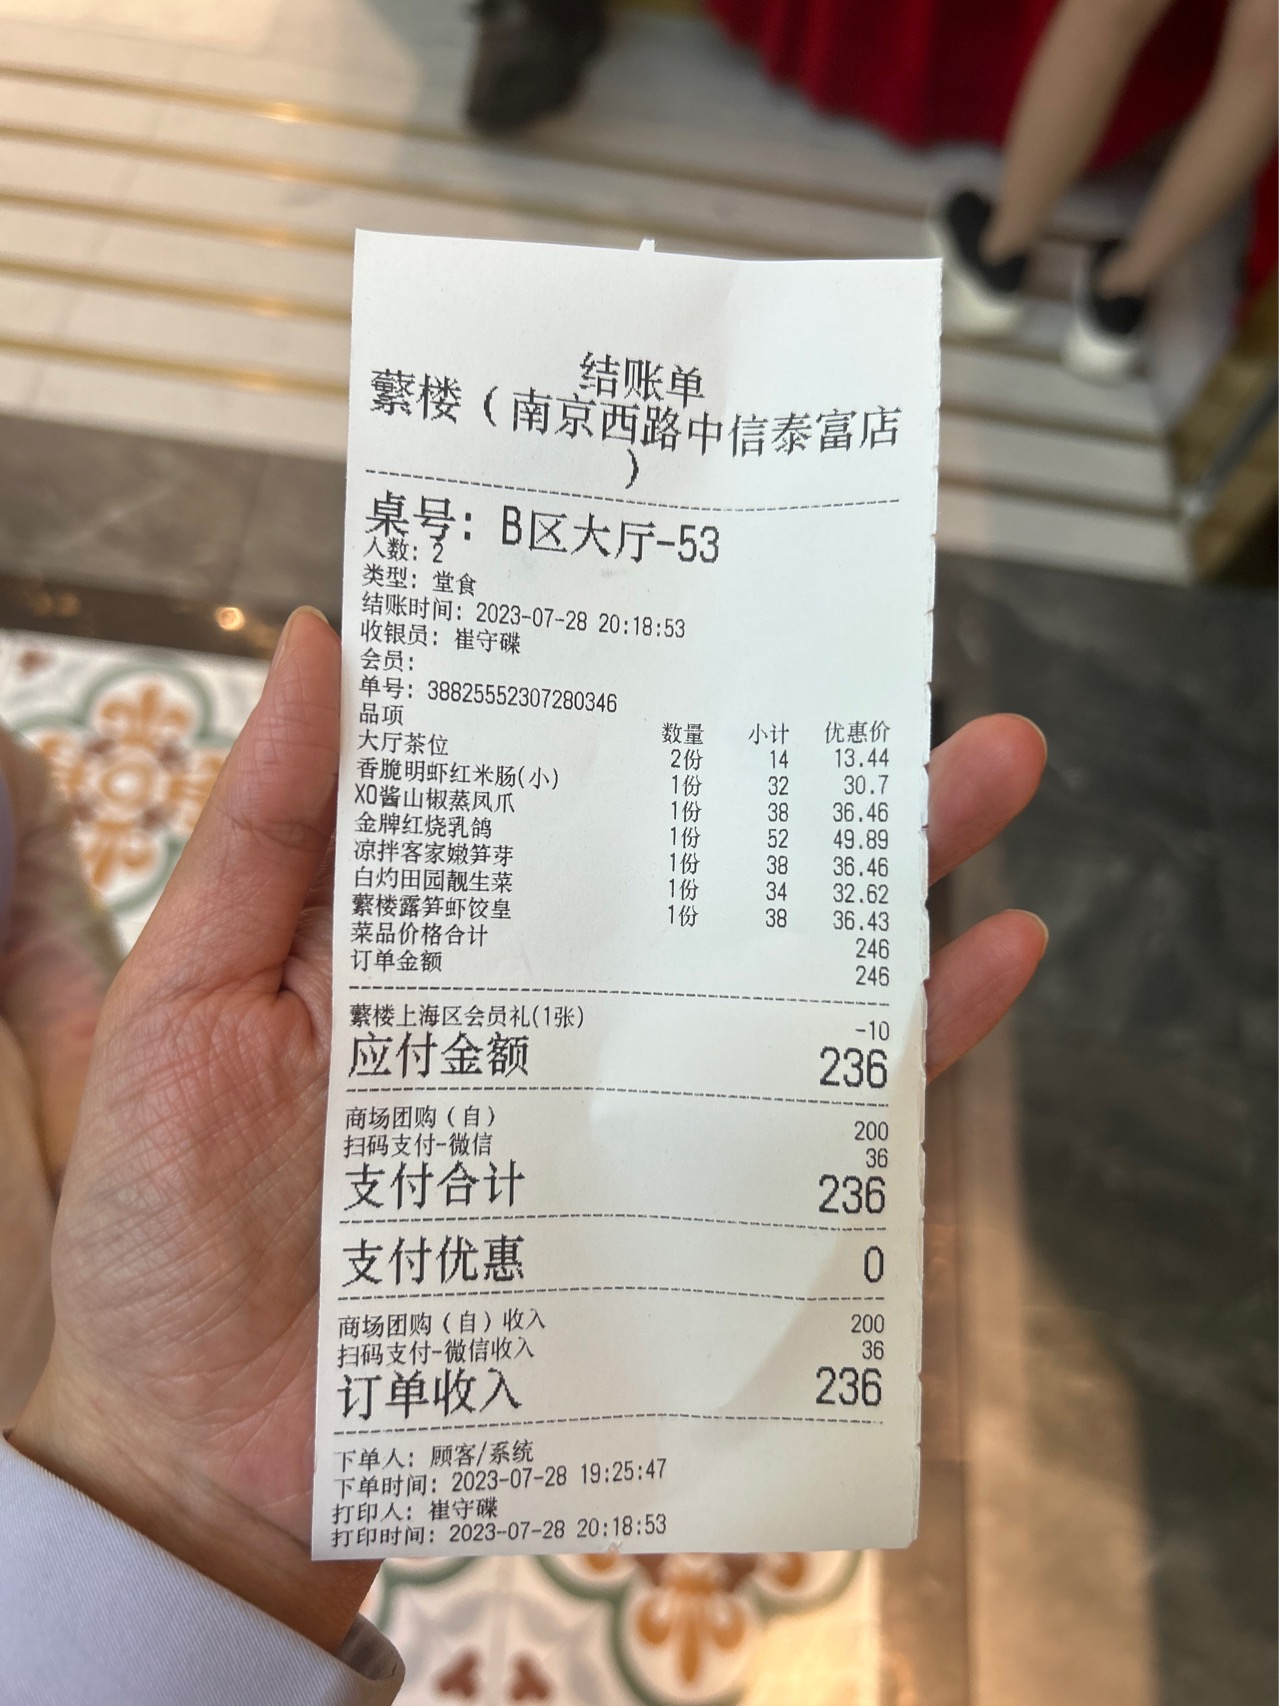 结账单
蘩楼（南京西路中信泰富店
）
桌号：B区大厅-53
人数：2
类型：堂食
结账时间：2023-07-28 20:18:53
收银员：崔守碟
会员：
单号：38825552307280346
品项 数量 小计 优惠价
大厅茶位 2份 14 13.44
香脆明虾红米肠(小) 1份 32 30.7
XO酱山椒蒸凤爪 1份 38 36.46
金牌红烧乳鸽 1份 52 49.89
凉拌客家嫩笋芽 1份 38 36.46
白灼田园靓生菜 1份 34 32.62
蘩楼露笋虾饺皇 1份 38 36.43
菜品价格合计 246
订单金额 246
蘩楼上海区会员礼(1张) -10
应付金额 236
商场团购（自） 200
扫码支付-微信 36
支付合计 236
支付优惠 0
商场团购（自）收入 200
扫码支付-微信收入 36
订单收入 236
下单人：顾客/系统
下单时间：2023-07-28 19:25:47
打印人：崔守碟
打印时间：2023-07-28 20:18:53